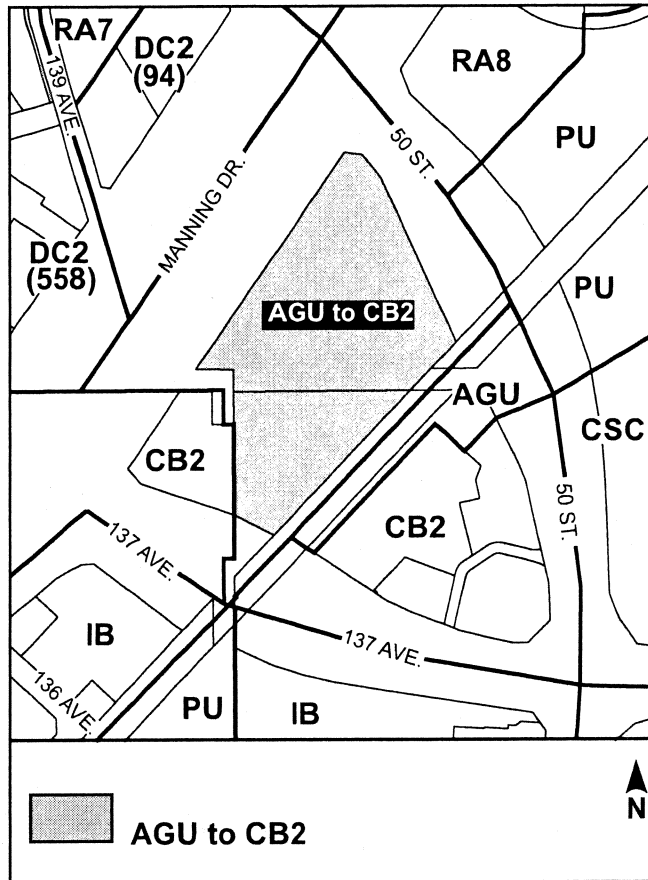 RA7
DC2
(94)
RA8
139 AVE.
50 ST.
PU
MANNING DR.
DC2
(558)
PU
AGU to CB2
AGU
CSC
CB2
50 ST.
CB2
137 AVE.
IB
137 AVE.
136 AVE.
PU
IB
N
AGU to CB2